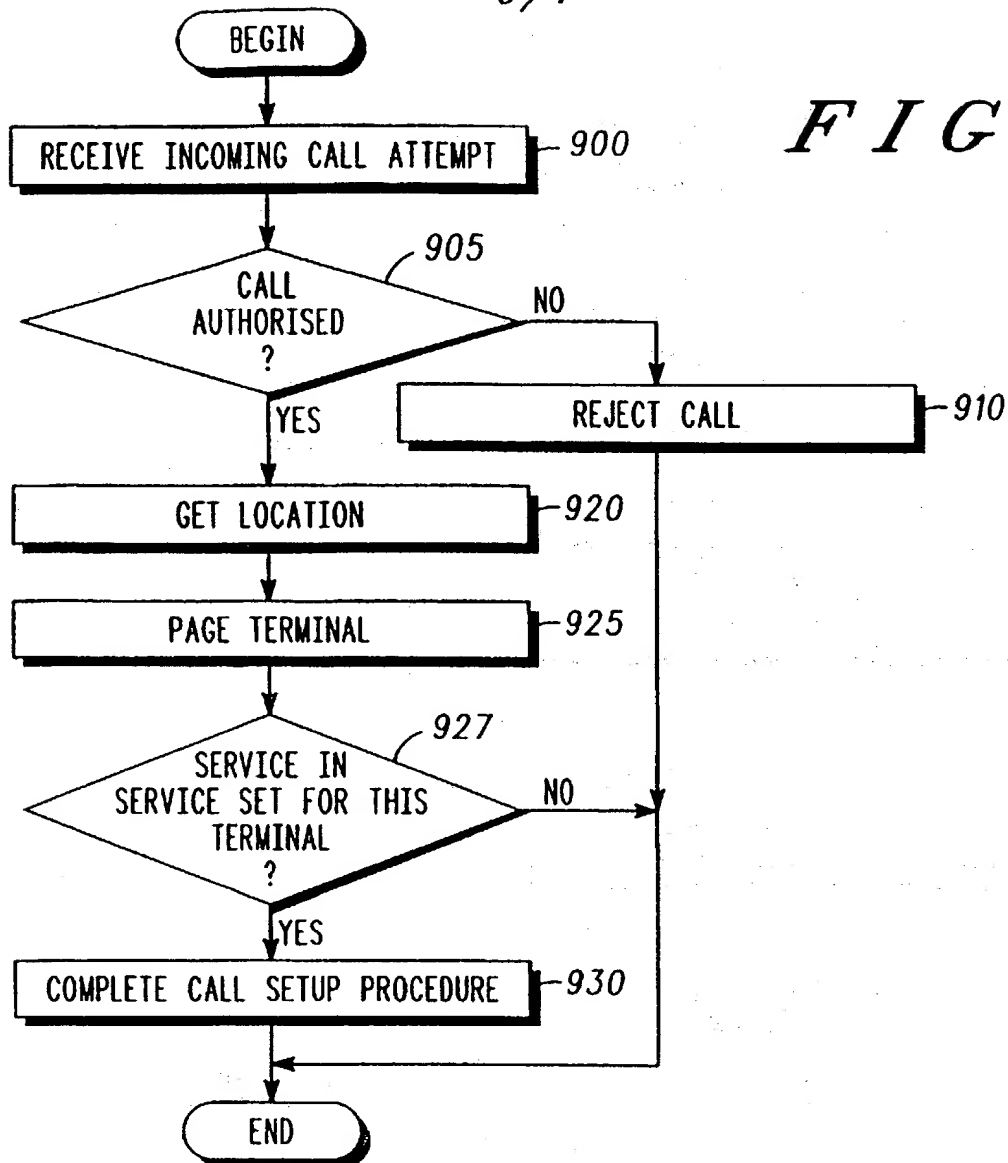 BEGIN
FIG
RECEIVE INCOMING CALL ATTEMPT
900
905
CALL
AUTHORISED
?
NO
YES
REJECT CALL
910
GET LOCATION
920
PAGE TERMINAL
925
927
SERVICE IN
SERVICE SET FOR THIS
TERMINAL
?
NO
YES
COMPLETE CALL SETUP PROCEDURE
930
END